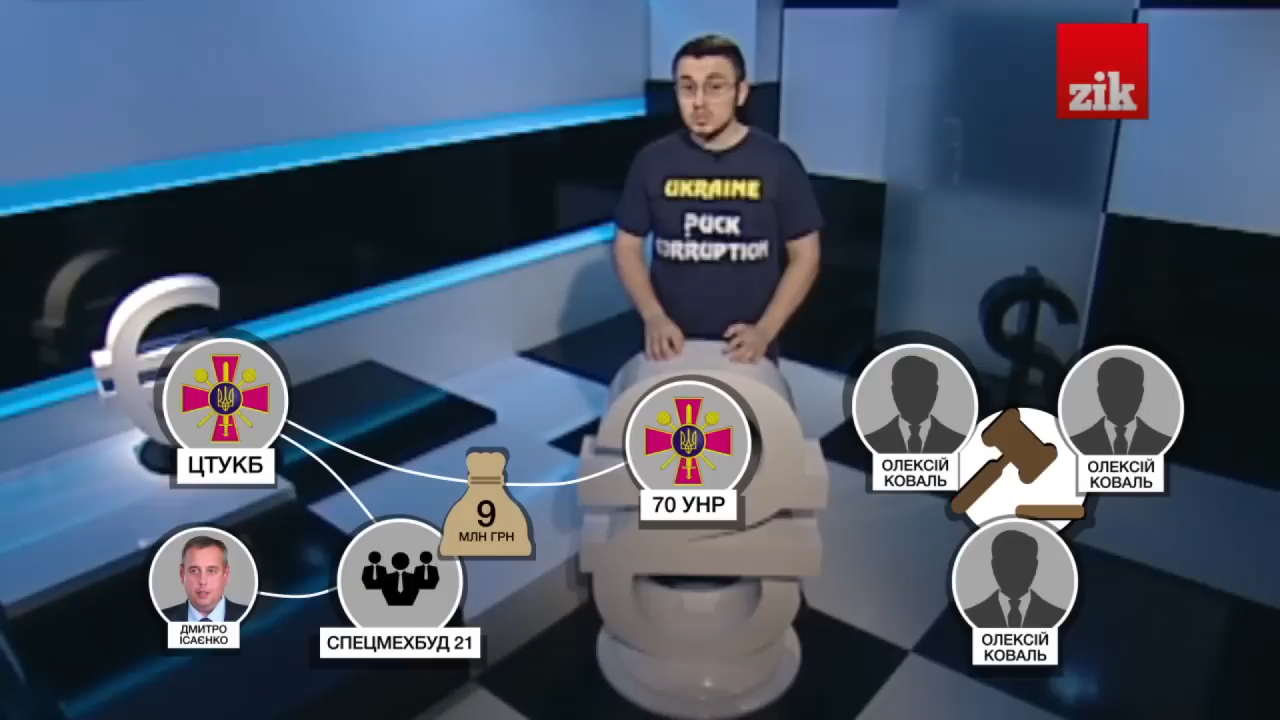 zik
UKRAINE
PUCK
CORRUPTION
ЦТУКБ
9
МЛН ГРН
70 УНР
ОЛЕКСІЙ
КОВАЛЬ
ОЛЕКСІЙ
КОВАЛЬ
ДМИТРО
ІСАЄНКО
СПЕЦМЕХБУД 21
ОЛЕКСІЙ
КОВАЛЬ